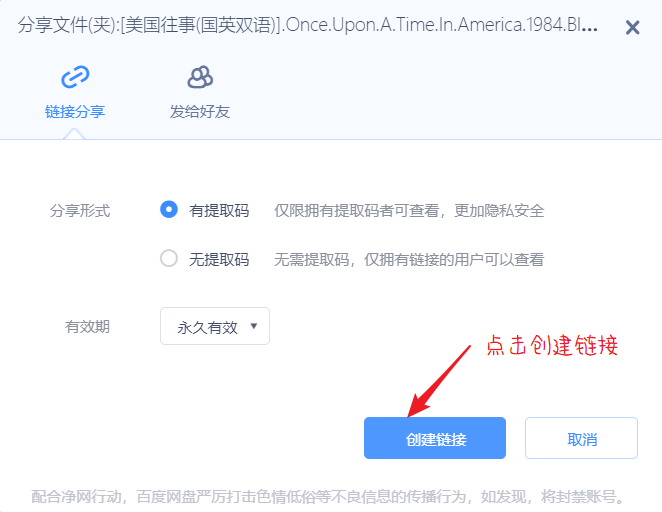 分享文件(夹):[美国往事(国英双语)].Once.Upon.A.Time.In.America.1984.Bl...
链接分享
发给好友
分享形式
有提取码 仅限拥有提取码者可查看，更加隐私安全
无提取码 无需提取码，仅拥有链接的用户可以查看
有效期
永久有效
点击创建链接
创建链接
取消
配合净网行动，百度网盘严厉打击色情低俗等不良信息的传播行为，如发现，将封禁账号。